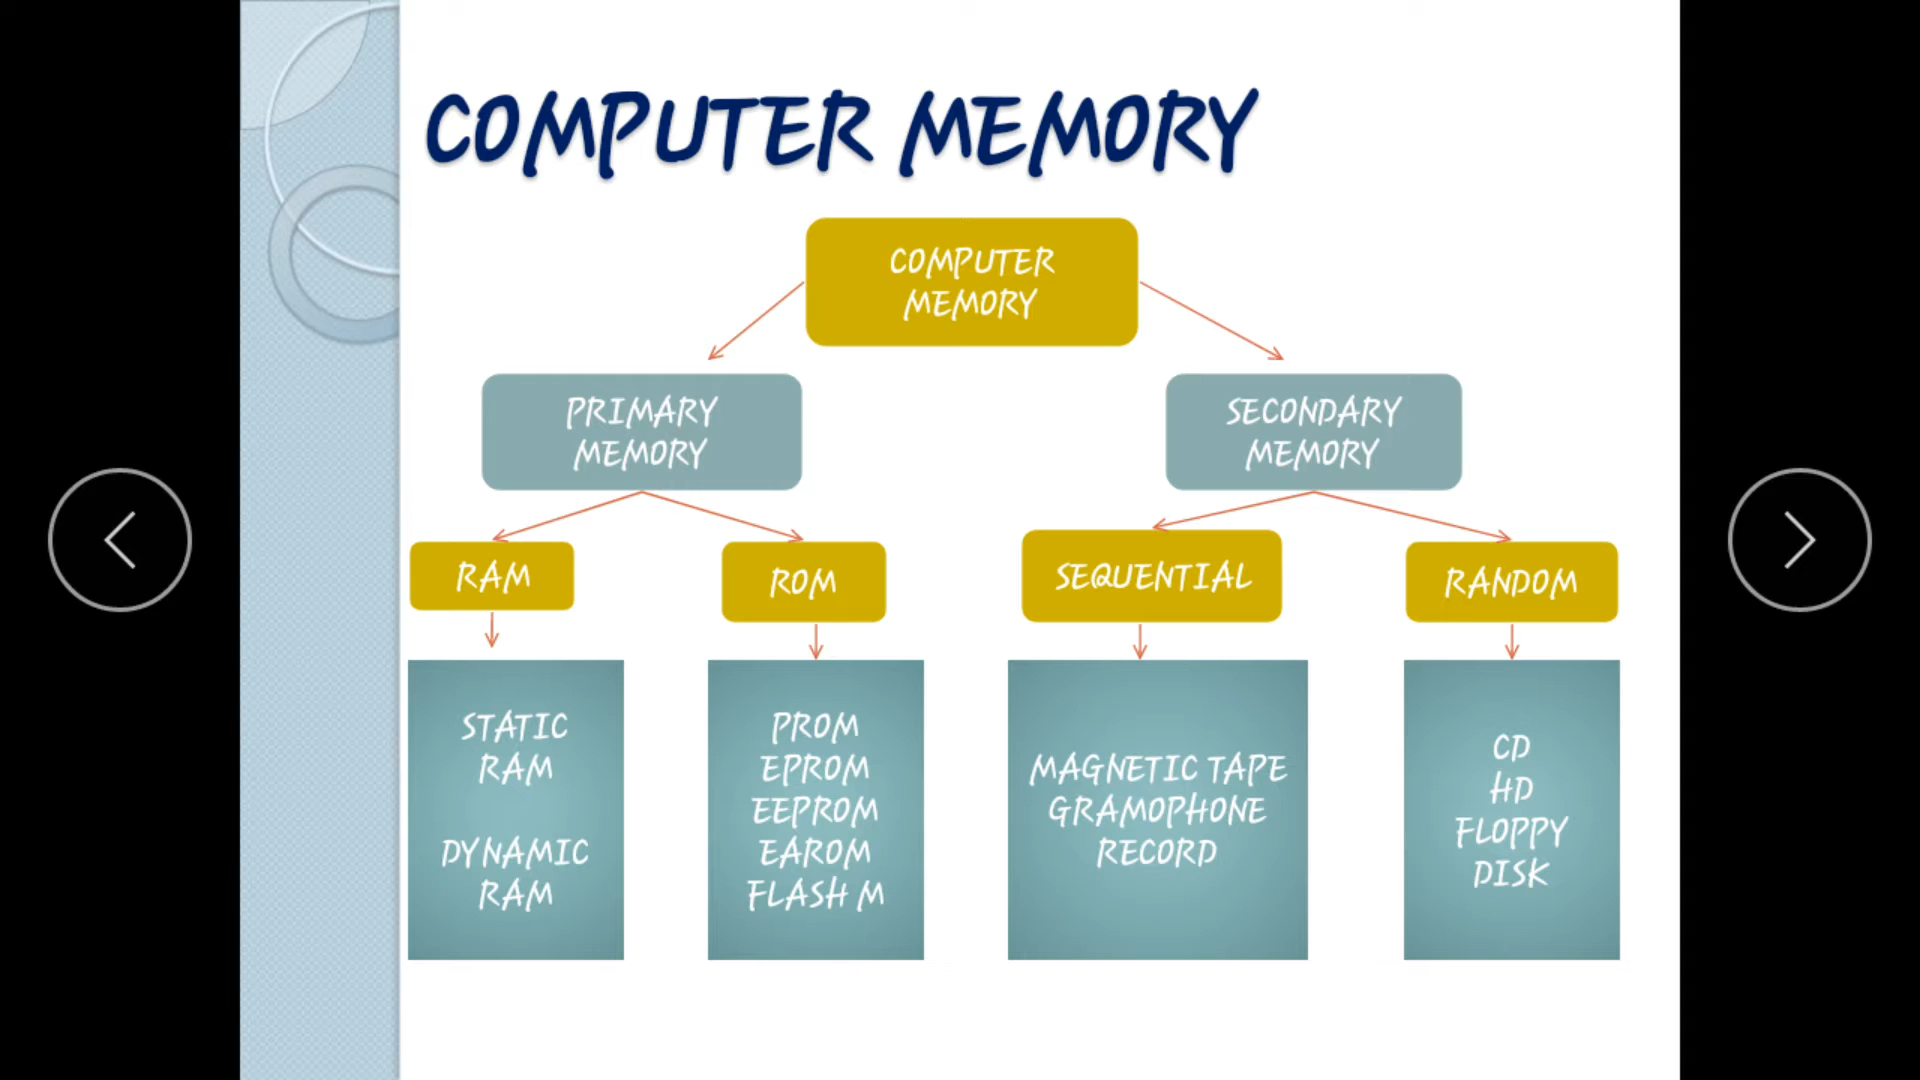 COMPUTER MEMORY
COMPUTER
MEMORY
PRIMARY
MEMORY
SECONDARY
MEMORY
RAM
ROM
SEQUENTIAL
RANDOM
STATIC
RAM
DYNAMIC
RAM
PROM
EPROM
EEPROM
EAROM
FLASH M
MAGNETIC TAPE
GRAMOPHONE
RECORD
CD
HD
FLOPPY
DISK